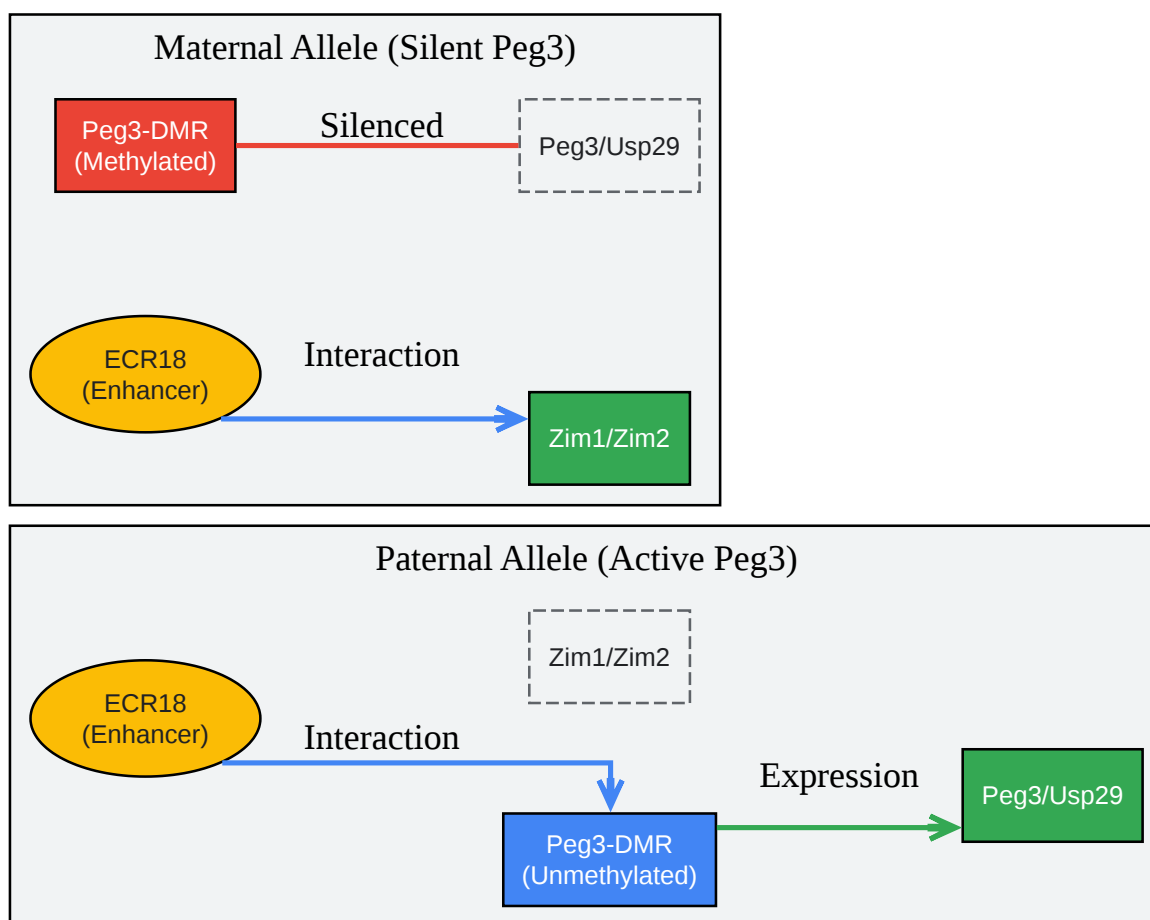 Maternal Allele (Silent Peg3)
Peg3-DMR
(Methylated)
Silenced
Peg3/Usp29
ECR18
(Enhancer)
Interaction
Zim1/Zim2
Paternal Allele (Active Peg3)
Zim1/Zim2
ECR18
(Enhancer)
Interaction
Expression
Peg3/Usp29
Peg3-DMR
(Unmethylated)